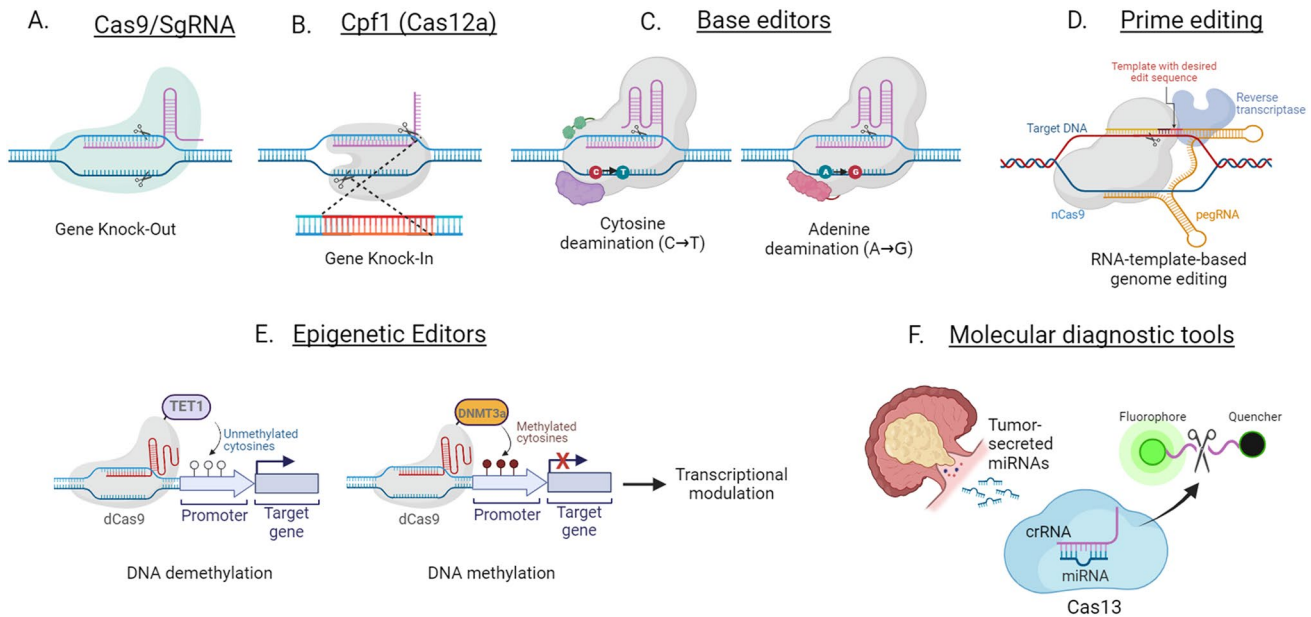 A. Cas9/SgRNA
Gene Knock-Out
B. Cpf1 (Cas12a)
Gene Knock-In
C. Base editors
C → T
Cytosine
deamination (C→T)
A → G
Adenine
deamination (A→G)
D. Prime editing
Template with desired
edit sequence
Reverse
transcriptase
Target DNA
nCas9
pegRNA
RNA-template-based
genome editing
E. Epigenetic Editors
TET1
Unmethylated
cytosines
dCas9
Promoter
Target
gene
DNA demethylation
DNMT3a
Methylated
cytosines
X
dCas9
Promoter
Target
gene
DNA methylation
Transcriptional
modulation
F. Molecular diagnostic tools
Tumor-
secreted
miRNAs
Fluorophore
Quencher
crRNA
miRNA
Cas13